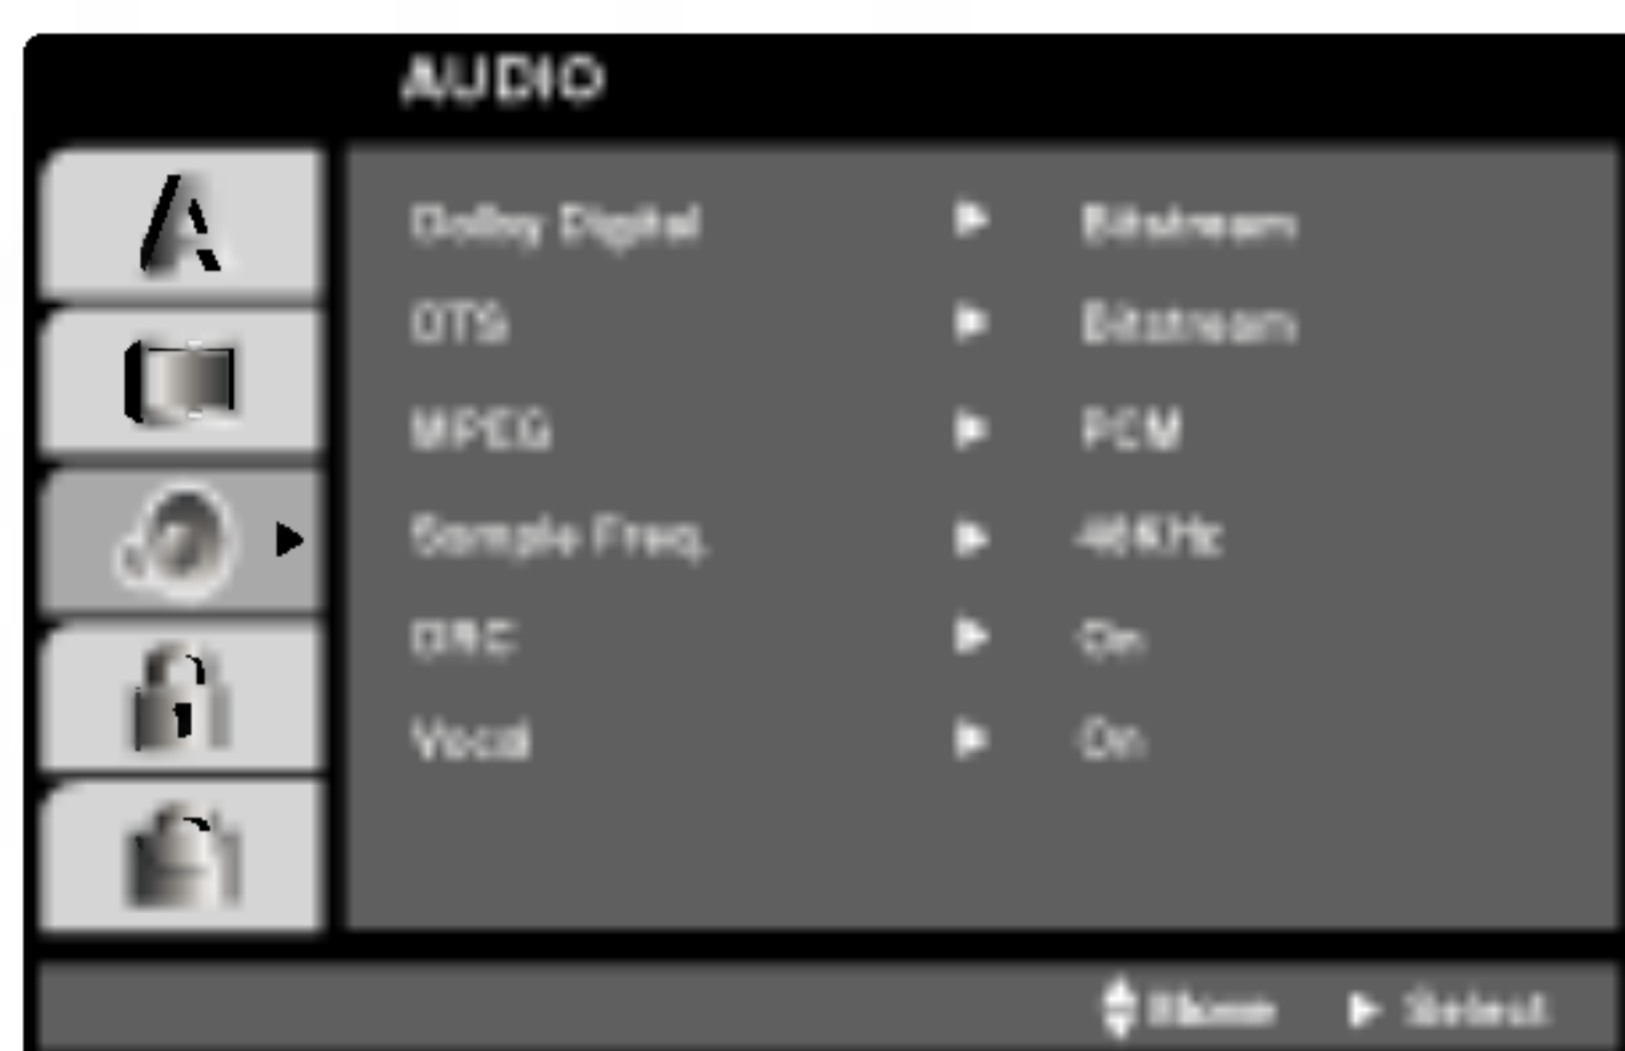 AUDIO
Dolby Digital ▶ Bitstream
DTS ▶ Bitstream
MPEG ▶ PCM
Sample Freq. ▶ 48KHz
DRC ▶ On
Vocal ▶ On
Move ▶ Select